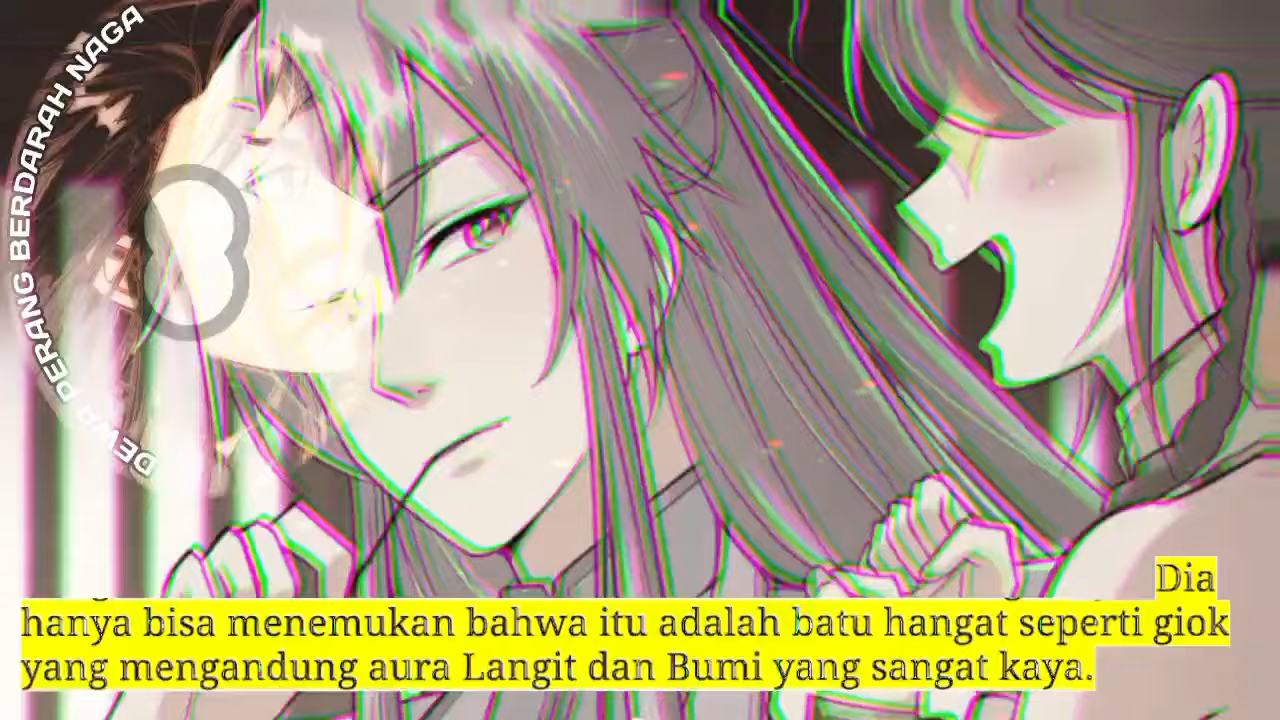 DEWA PERANG BERDARAH NAGA
Dia
hanya bisa menemukan bahwa itu adalah batu hangat seperti giok
yang mengandung aura Langit dan Bumi yang sangat kaya.